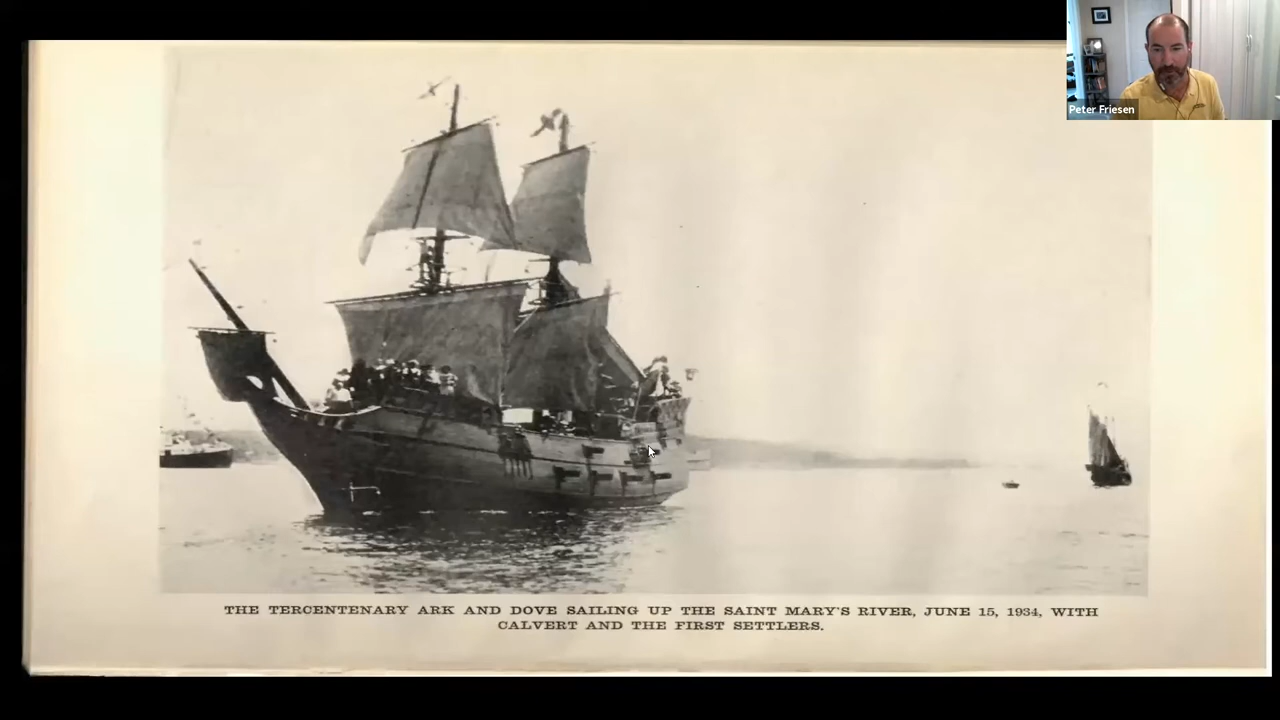 Peter Friesen
THE TERCENTENARY ARK AND DOVE SAILING UP THE SAINT MARY'S RIVER, JUNE 15, 1934, WITH
CALVERT AND THE FIRST SETTLERS.